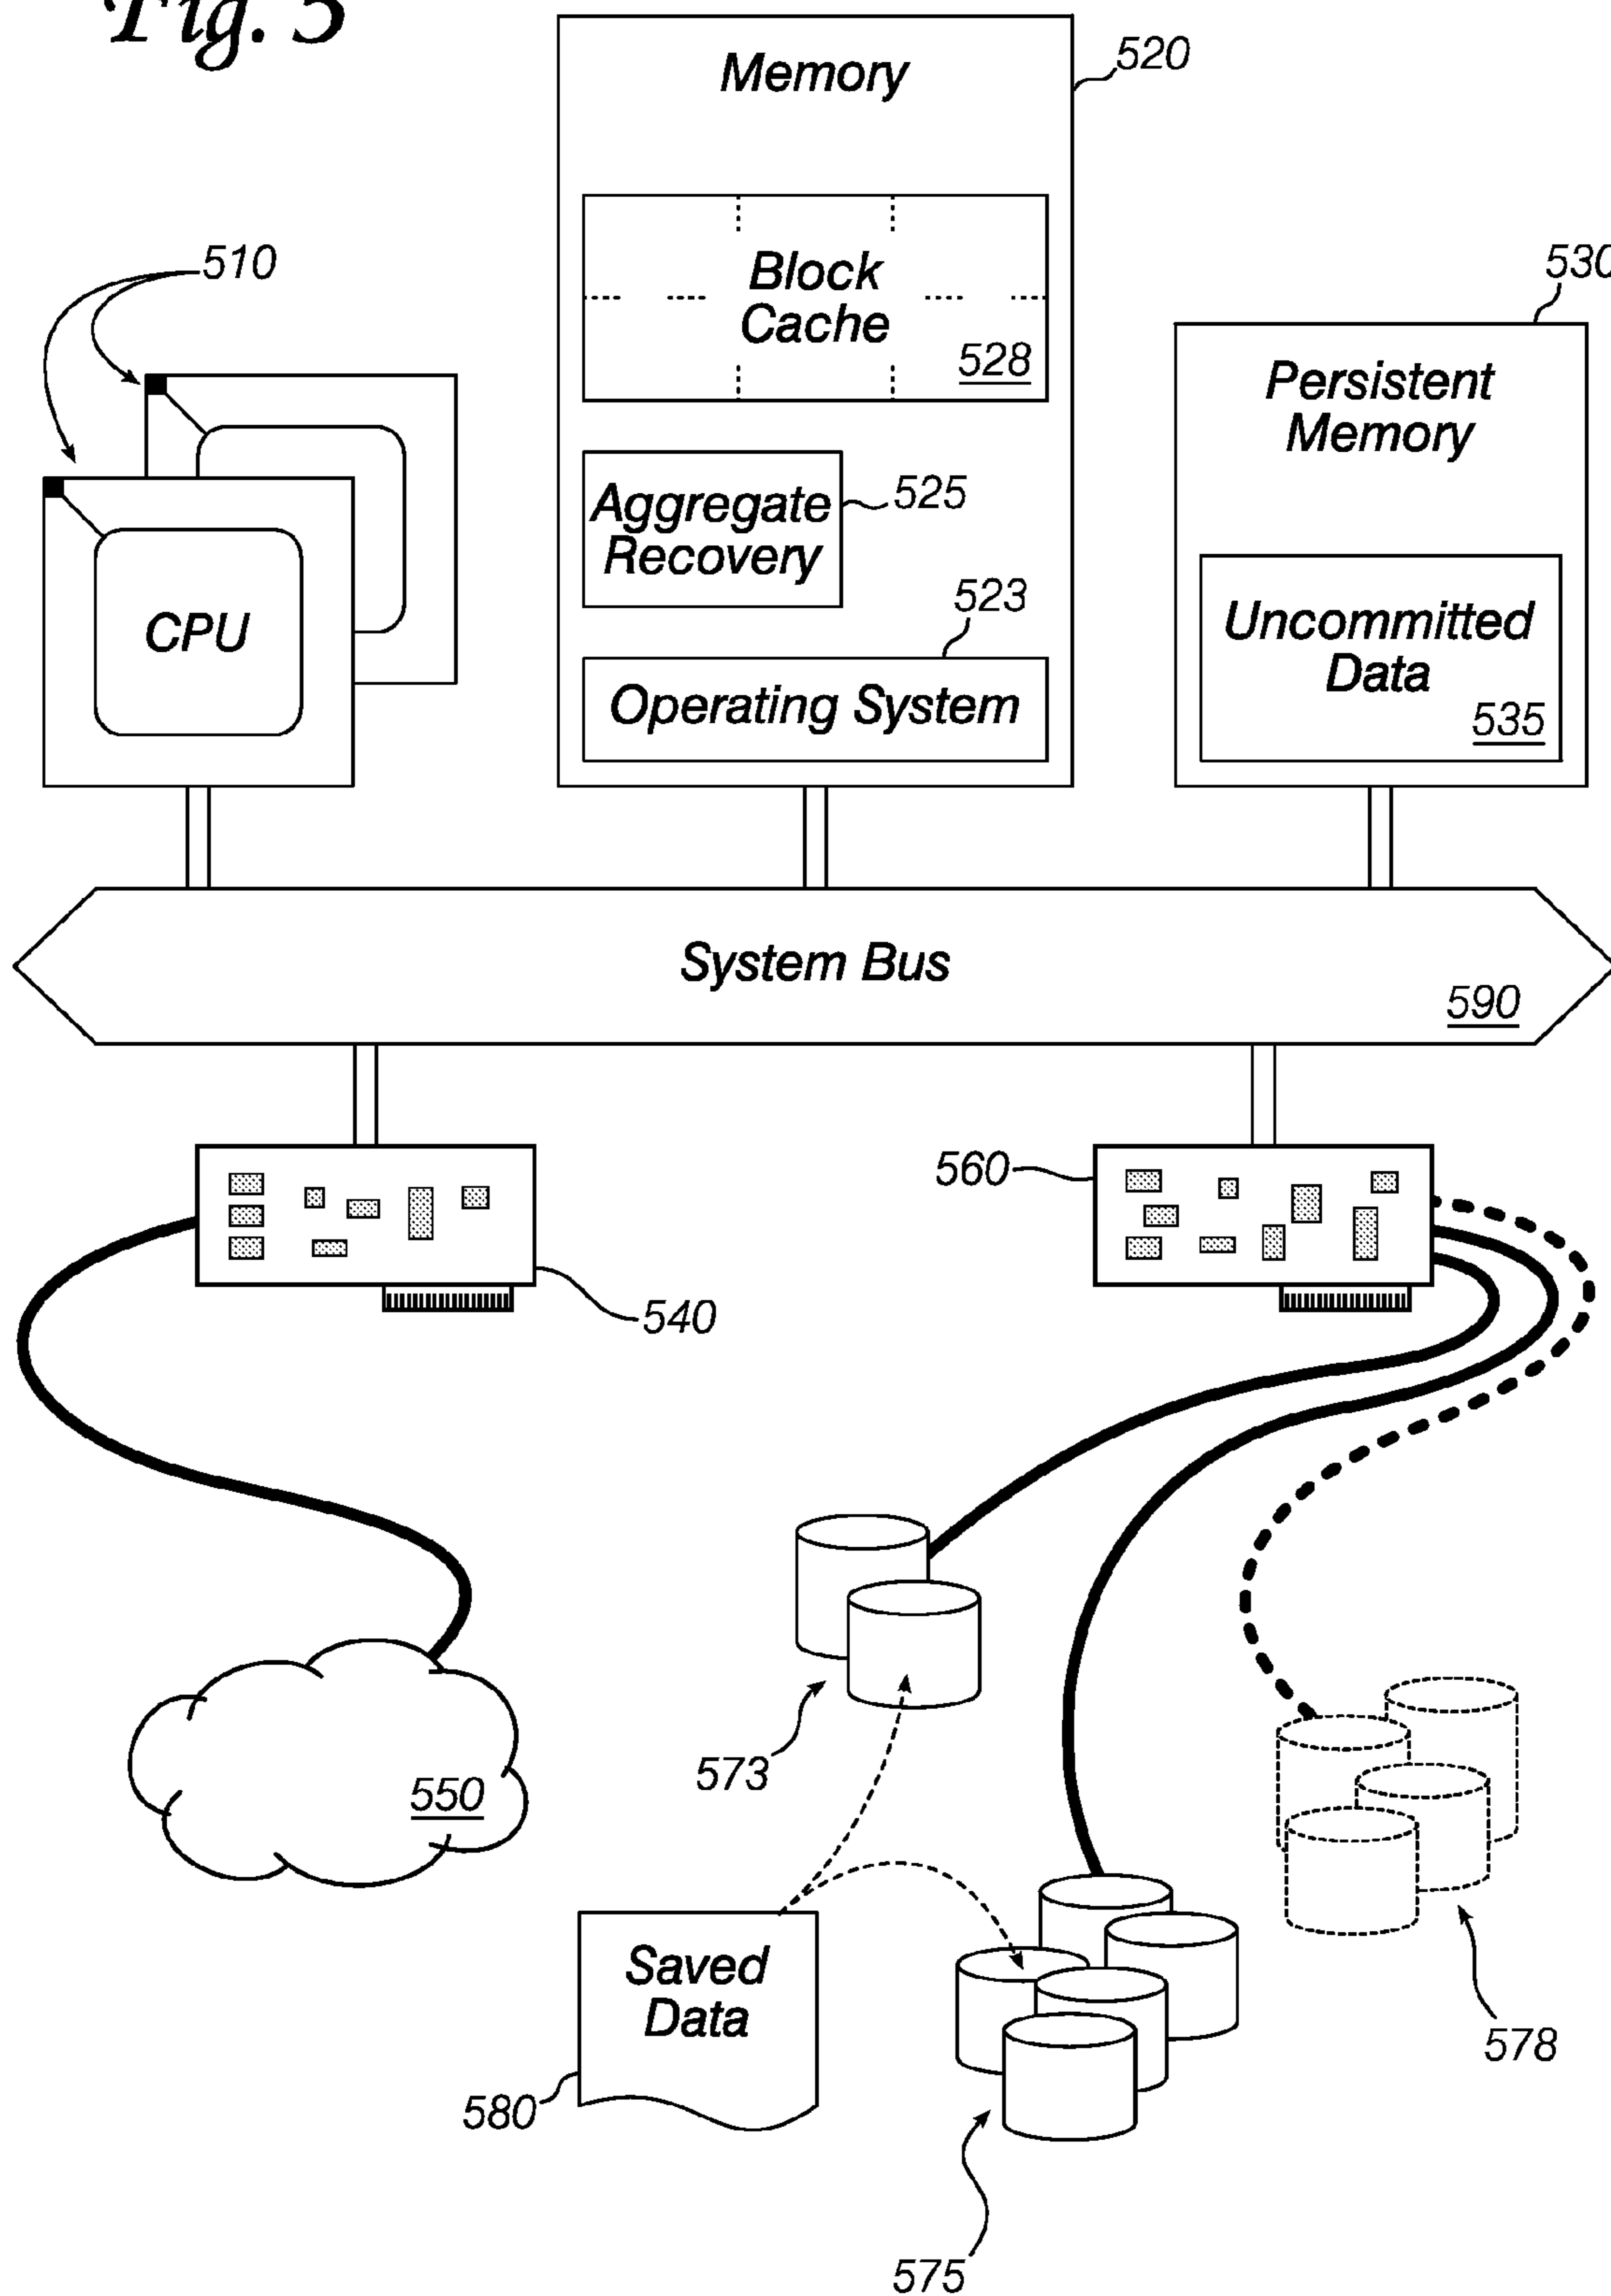 Fig. 5
Memory
520
Block
Cache
528
510
530
Persistent
Memory
Aggregate
Recovery
525
523
CPU
Uncommitted
Data
535
Operating System
System Bus
590
560
540
573
550
Saved
Data
580
578
575